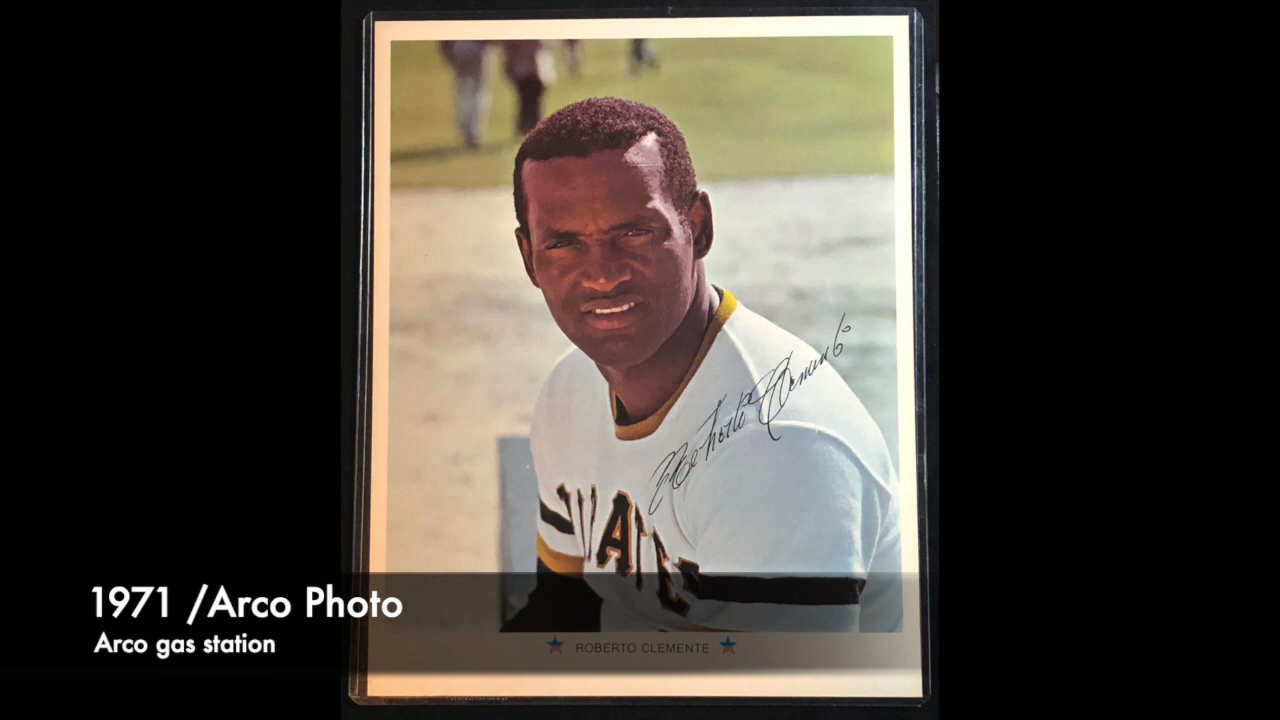 Roberto Clemente
1971 /Arco Photo
Arco gas station
ROBERTO CLEMENTE